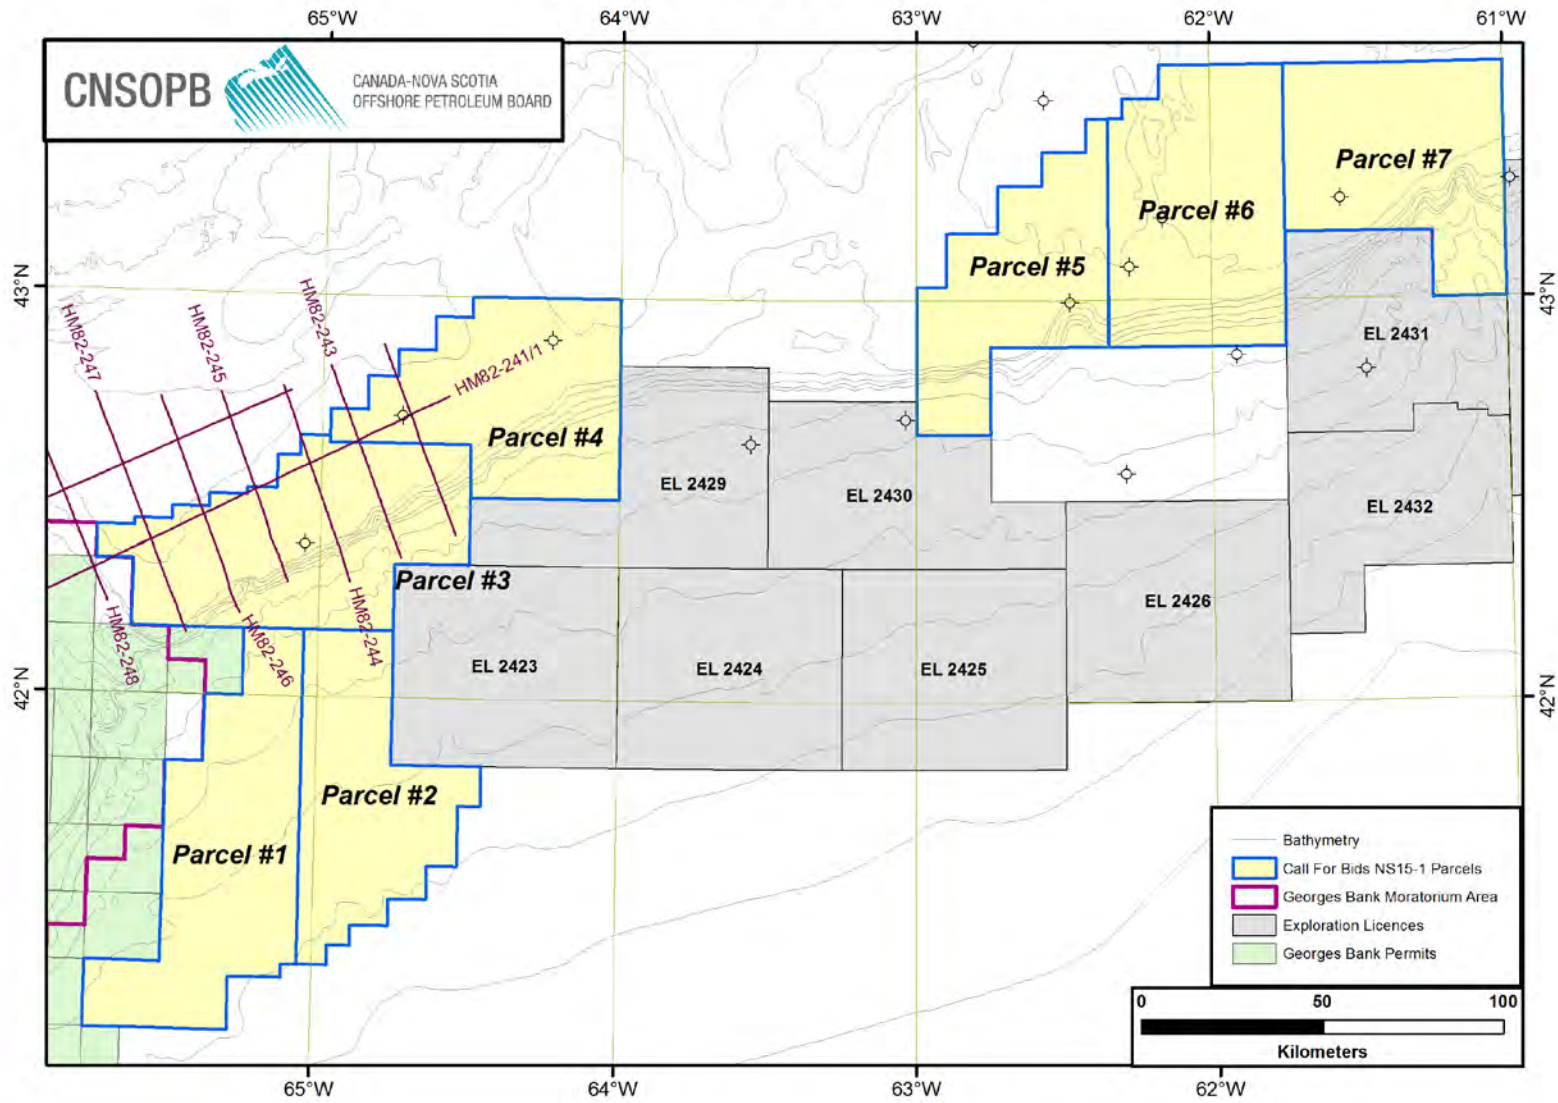 65°W
64°W
63°W
62°W
61°W
CNSOPB
CANADA-NOVA SCOTIA
OFFSHORE PETROLEUM BOARD
Parcel #7
Parcel #6
Parcel #5
43°N
43°N
HM82-247
HM82-245
HM82-243
HM82-241/1
EL 2431
Parcel #4
EL 2429
EL 2430
EL 2432
Parcel #3
EL 2426
HM82-248
HM82-246
HM82-244
EL 2423
EL 2424
EL 2425
42°N
42°N
Parcel #2
Parcel #1
Bathymetry
Call For Bids NS15-1 Parcels
Georges Bank Moratorium Area
Exploration Licences
Georges Bank Permits
0
50
100
Kilometers
65°W
64°W
63°W
62°W